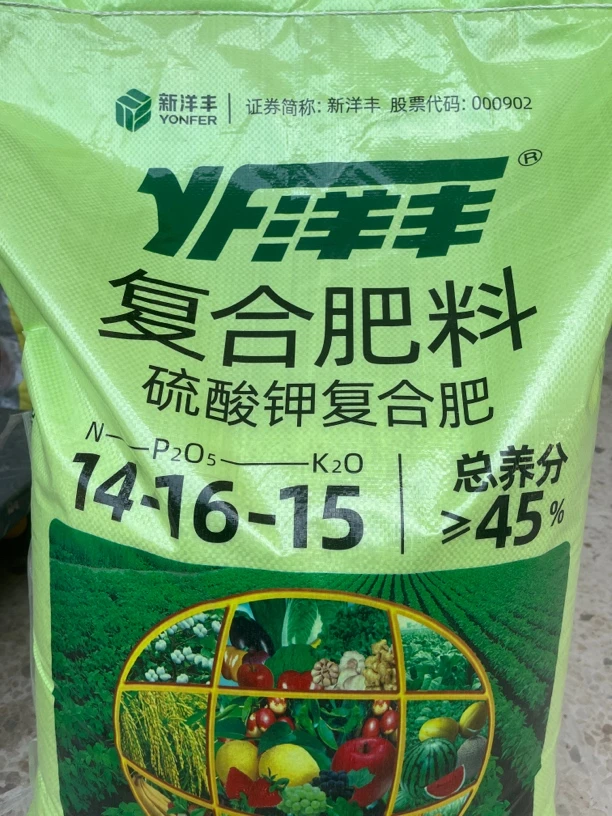 新洋丰
YONFER
证券简称: 新洋丰 股票代码: 000902
YF洋丰®
复合肥料
硫酸钾复合肥
N——P₂O₅———K₂O
14-16-15
总养分
≥45%